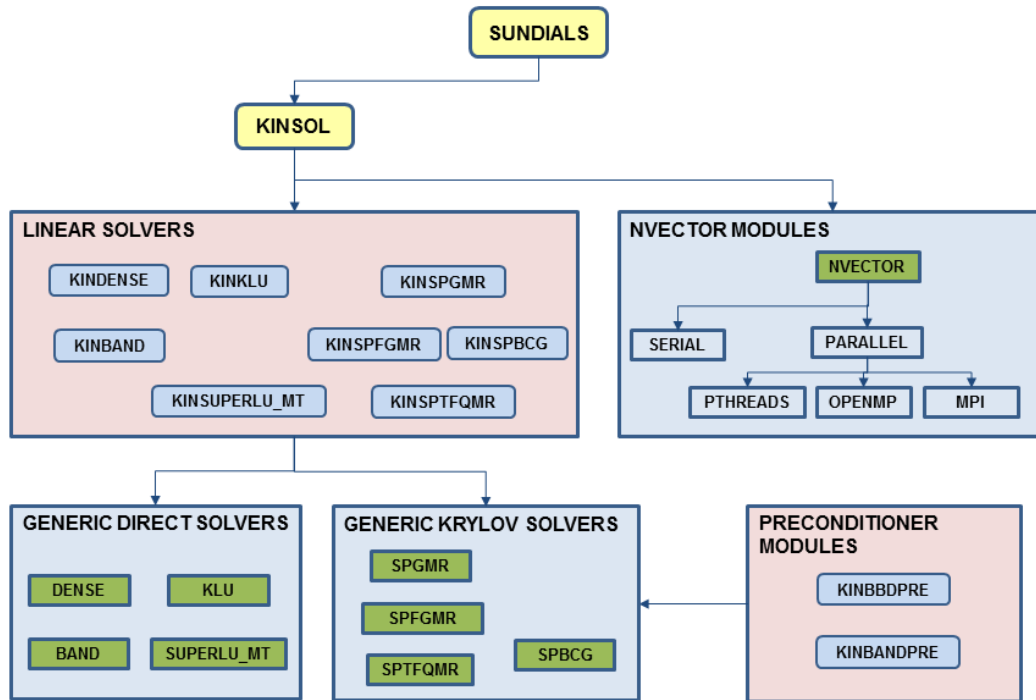 SUNDIALS
KINSOL
LINEAR SOLVERS
KINDENSE
KINKLU
KINSPGMR
KINBAND
KINSPFGMR
KINSPBCG
KINSUPERLU_MT
KINSPTFQMR
NVECTOR MODULES
NVECTOR
SERIAL
PARALLEL
PTHREADS
OPENMP
MPI
GENERIC DIRECT SOLVERS
DENSE
KLU
BAND
SUPERLU_MT
GENERIC KRYLOV SOLVERS
SPGMR
SPFGMR
SPTFQMR
SPBCG
PRECONDITIONER
MODULES
KINBBDPRE
KINBANDPRE